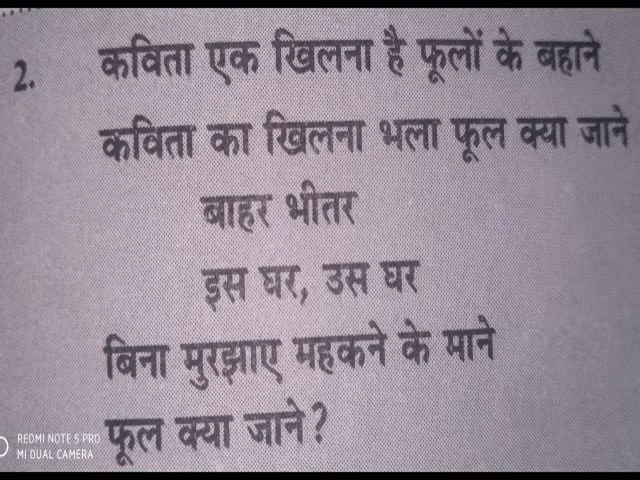 2. कविता एक खिलना है फूलों के बहाने
कविता का खिलना भला फूल क्या जाने
बाहर भीतर
इस घर, उस घर
बिना मुरझाए महकने के माने
फूल क्या जाने?
REDMI NOTE 5 PRO
MI DUAL CAMERA